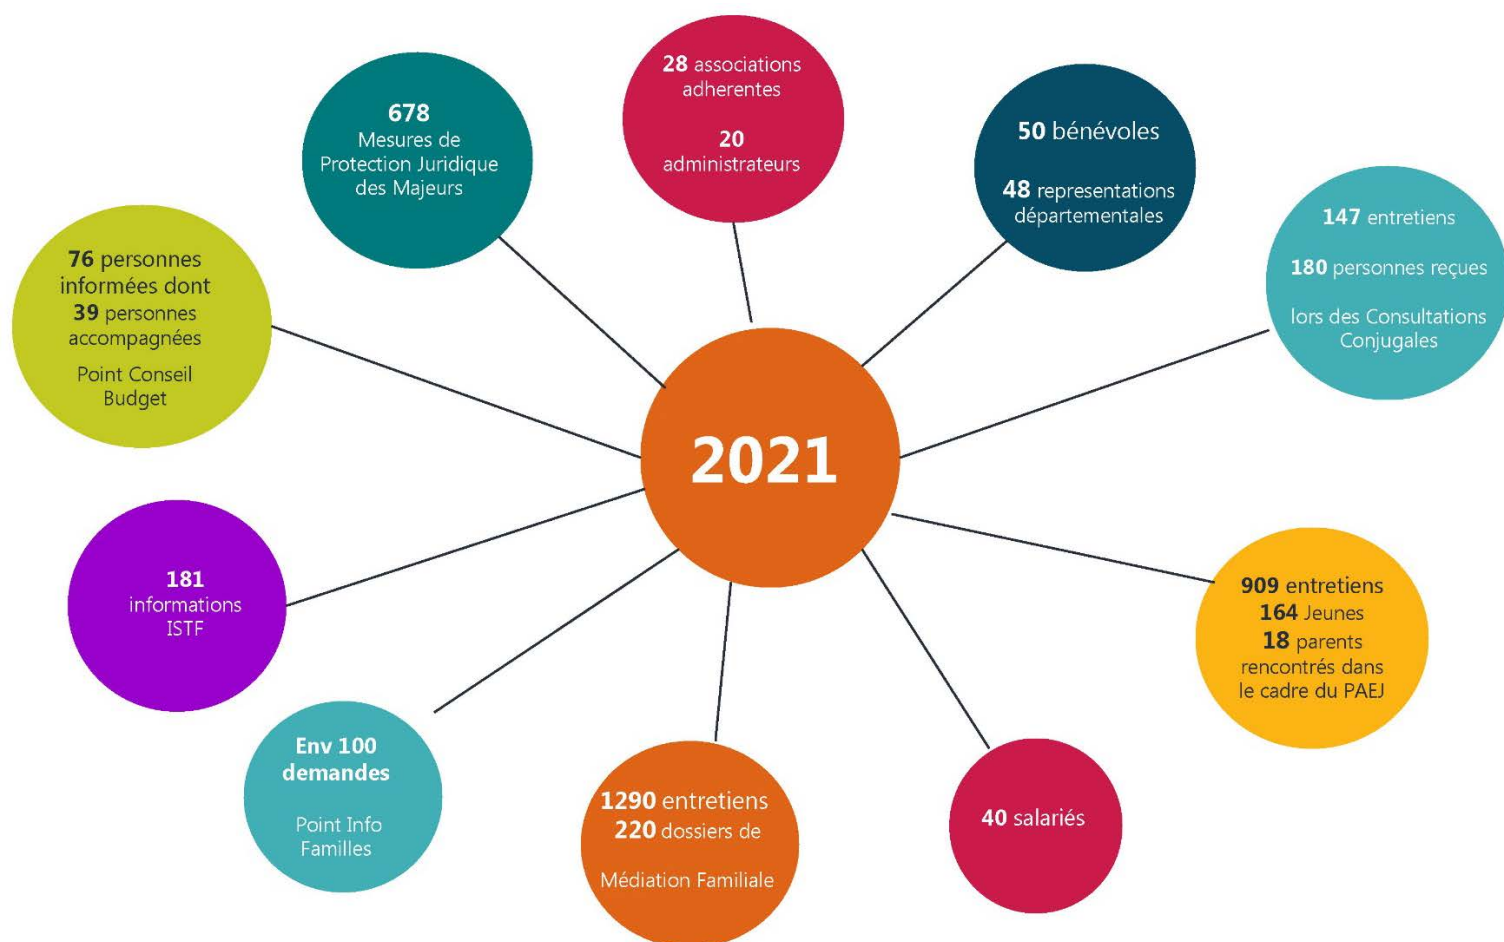 28 associations
adherentes
20
administrateurs
50 bénévoles
48 representations
départementales
147 entretiens
180 personnes reçues
lors des Consultations
Conjugales
909 entretiens
164 Jeunes
18 parents
rencontrés dans
le cadre du PAEJ
40 salariés
1290 entretiens
220 dossiers de
Médiation Familiale
Env 100
demandes
Point Info
Familles
181
informations
ISTF
76 personnes
informées dont
39 personnes
accompagnées
Point Conseil
Budget
678
Mesures de
Protection Juridique
des Majeurs
2021